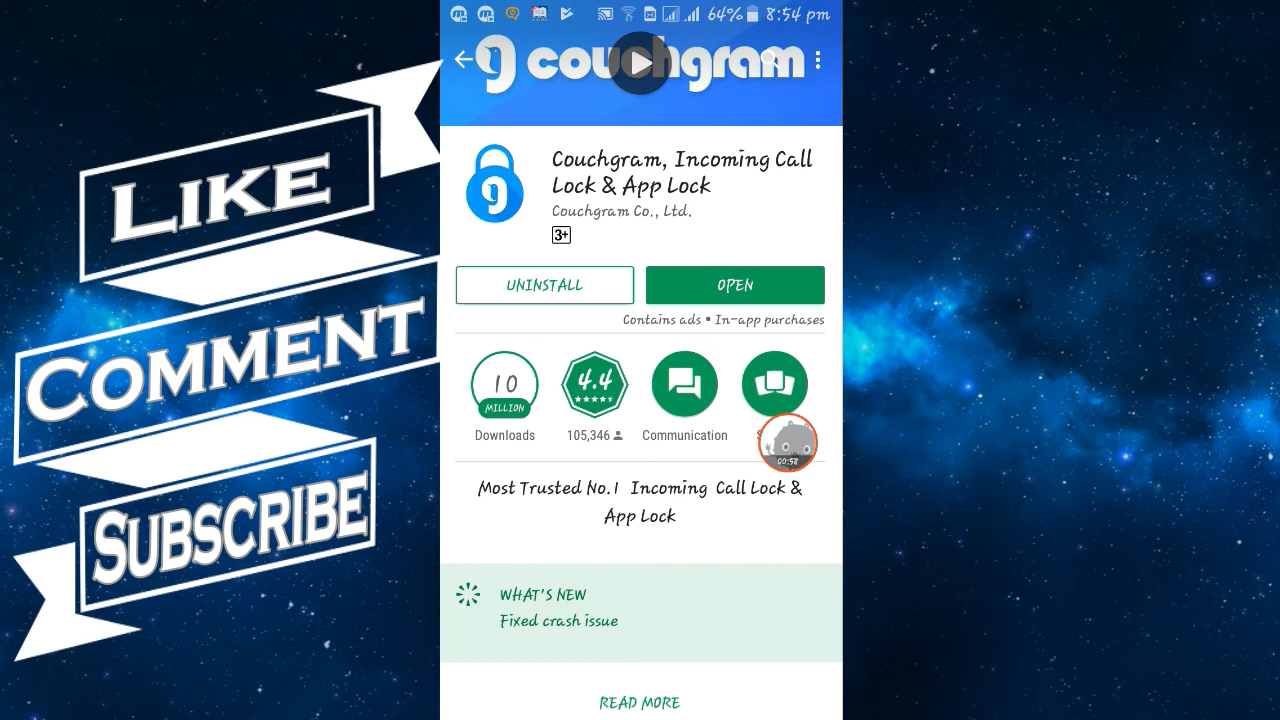 LIKE
COMMENT
SUBSCRIBE
64% 8:54 pm
couchgram
Couchgram, Incoming Call
Lock & App Lock
Couchgram Co., Ltd.
3+
UNINSTALL
OPEN
Contains ads • In-app purchases
10
MILLION
4.4
Downloads
105,346
Communication
00:58
Most Trusted No.1 Incoming Call Lock &
App Lock
WHAT'S NEW
Fixed crash issue
READ MORE